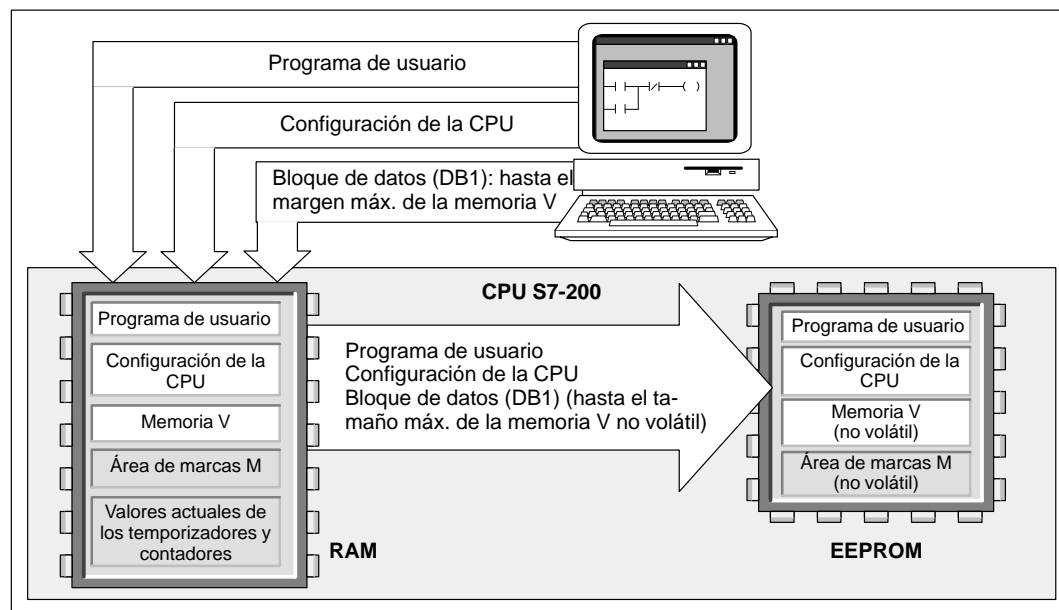 Programa de usuario
Configuración de la CPU
Bloque de datos (DB1): hasta el
margen máx. de la memoria V
CPU S7-200
Programa de usuario
Configuración de la
CPU
Memoria V
Área de marcas M
Valores actuales de
los temporizadores y
contadores
RAM
Programa de usuario
Configuración de la CPU
Bloque de datos (DB1) (hasta el ta-
maño máx. de la memoria V no volátil)
Programa de usuario
Configuración de la
CPU
Memoria V
(no volátil)
Área de marcas M
(no volátil)
EEPROM